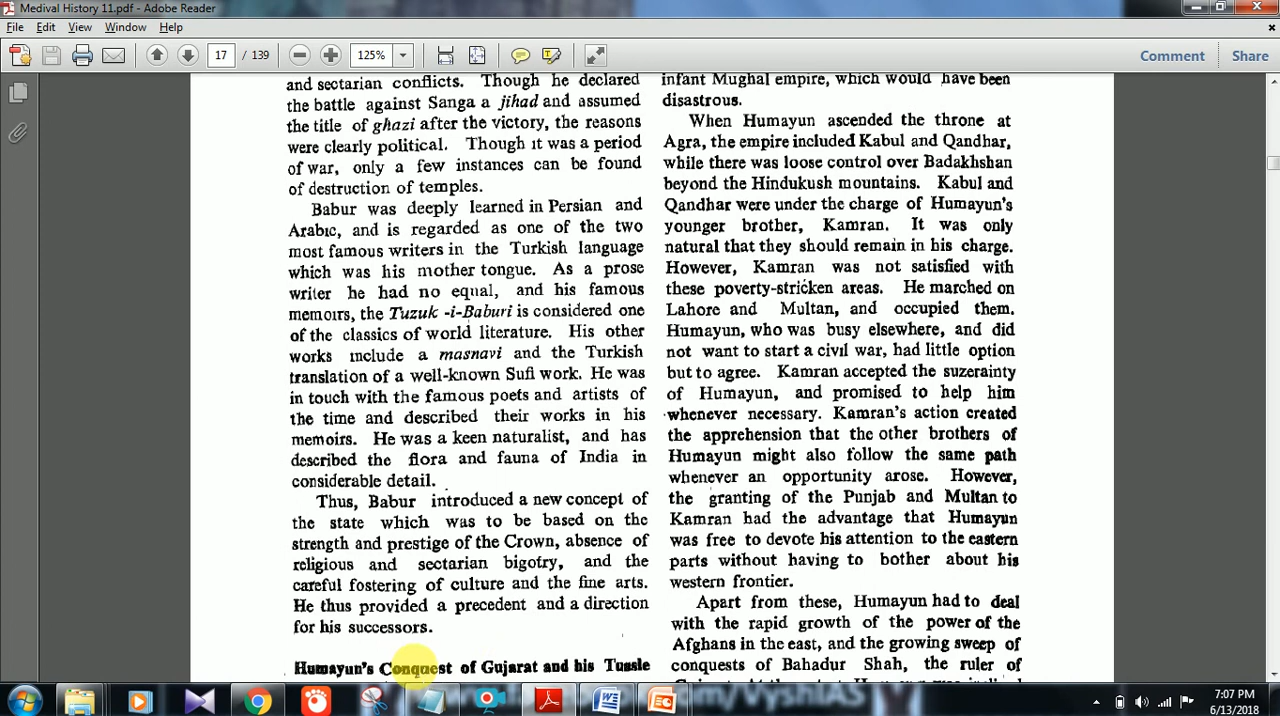 Medival History 11.pdf - Adobe Reader
File Edit View Window Help
17 / 139 125% Comment Share
and sectarian conflicts. Though he declared
the battle against Sanga a jihad and assumed
the title of ghazi after the victory, the reasons
were clearly political. Though it was a period
of war, only a few instances can be found
of destruction of temples.
Babur was deeply learned in Persian and
Arabic, and is regarded as one of the two
most famous writers in the Turkish language
which was his mother tongue. As a prose
writer he had no equal, and his famous
memoirs, the Tuzuk -i-Baburi is considered one
of the classics of world literature. His other
works include a masnavi and the Turkish
translation of a well-known Sufi work. He was
in touch with the famous poets and artists of
the time and described their works in his
memoirs. He was a keen naturalist, and has
described the flora and fauna of India in
considerable detail.
Thus, Babur introduced a new concept of
the state which was to be based on the
strength and prestige of the Crown, absence of
religious and sectarian bigotry, and the
careful fostering of culture and the fine arts.
He thus provided a precedent and a direction
for his successors.
Humayun's Conquest of Gujarat and his Tussle
infant Mughal empire, which would have been
disastrous.
When Humayun ascended the throne at
Agra, the empire included Kabul and Qandhar,
while there was loose control over Badakhshan
beyond the Hindukush mountains. Kabul and
Qandhar were under the charge of Humayun's
younger brother, Kamran. It was only
natural that they should remain in his charge.
However, Kamran was not satisfied with
these poverty-stricken areas. He marched on
Lahore and Multan, and occupied them.
Humayun, who was busy elsewhere, and did
not want to start a civil war, had little option
but to agree. Kamran accepted the suzerainty
of Humayun, and promised to help him
whenever necessary. Kamran's action created
the apprehension that the other brothers of
Humayun might also follow the same path
whenever an opportunity arose. However,
the granting of the Punjab and Multan to
Kamran had the advantage that Humayun
was free to devote his attention to the eastern
parts without having to bother about his
western frontier.
Apart from these, Humayun had to deal
with the rapid growth of the power of the
Afghans in the east, and the growing sweep of
conquests of Bahadur Shah, the ruler of
7:07 PM
6/13/2018